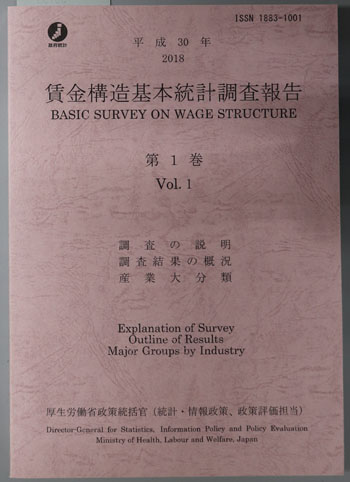 ISSN 1883-1001
政府統計
平成30年
2018
賃金構造基本統計調査報告
BASIC SURVEY ON WAGE STRUCTURE
第1巻
Vol. 1
調査の説明
調査結果の概況
産業大分類
Explanation of Survey
Outline of Results
Major Groups by Industry
厚生労働省政策統括官(統計・情報政策、政策評価担当)
Director-General for Statistics, Information Policy and Policy Evaluation
Ministry of Health, Labour and Welfare, Japan